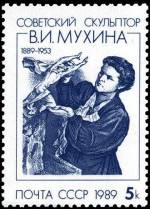 СОВЕТСКИЙ СКУЛЬПТОР
В.И.МУХИНА
1889-1953
ПОЧТА СССР 1989 5к